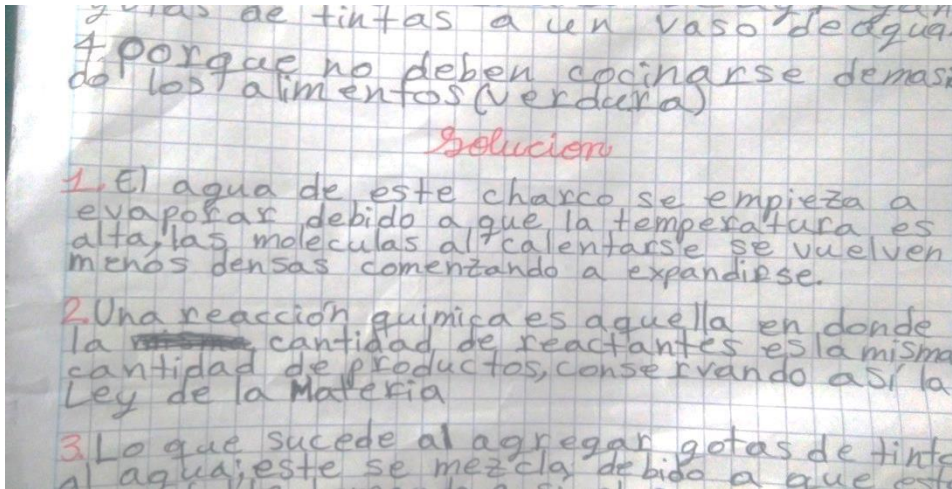 gotas de tintas a un vaso de agua
4 porque no deben cocinarse demas
do los alimentos (verdura)
Solucion
1. El agua de este charco se empieza a
evaporar debido a que la temperatura es
alta, las moleculas al calentarse se vuelven
menos densas comenzando a expandirse.
2. Una reacción quimica es aquella en donde
la cantidad de reactantes es la misma
cantidad de productos, conservando así la
Ley de la Materia
3. Lo que sucede al agregar gotas de tinta
al agua; este se mezcla debido a que est